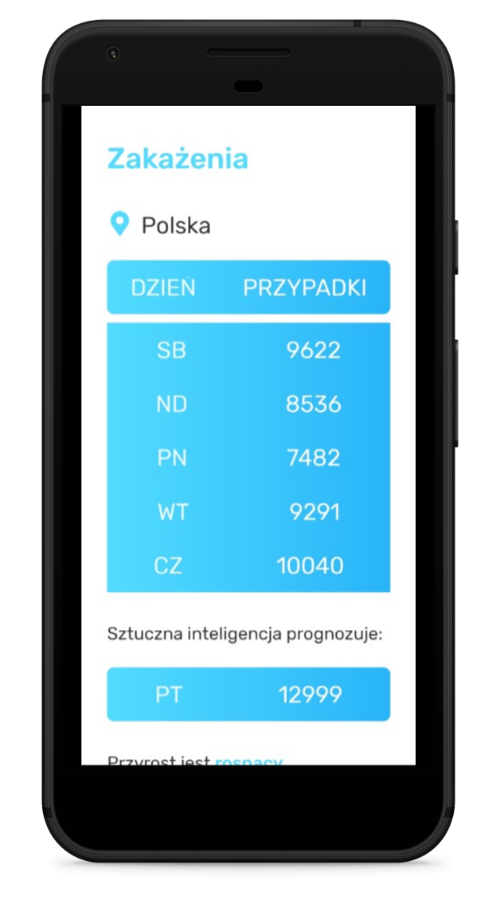 Zakażenia
Polska
DZIEŃ PRZYPADKI
SB 9622
ND 8536
PN 7482
WT 9291
CZ 10040
Sztuczna inteligencja prognozuje:
PT 12999
Przyrost jest rosnący